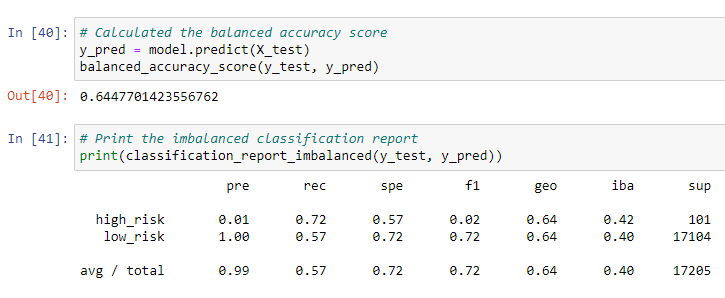 In [40]: # Calculated the balanced accuracy score
y_pred = model.predict(X_test)
balanced_accuracy_score(y_test, y_pred)
Out[40]: 0.6447701423556762
In [41]: # Print the imbalanced classification report
print(classification_report_imbalanced(y_test, y_pred))
pre rec spe f1 geo iba sup
high_risk 0.01 0.72 0.57 0.02 0.64 0.42 101
low_risk 1.00 0.57 0.72 0.72 0.64 0.40 17104
avg / total 0.99 0.57 0.72 0.72 0.64 0.40 17205